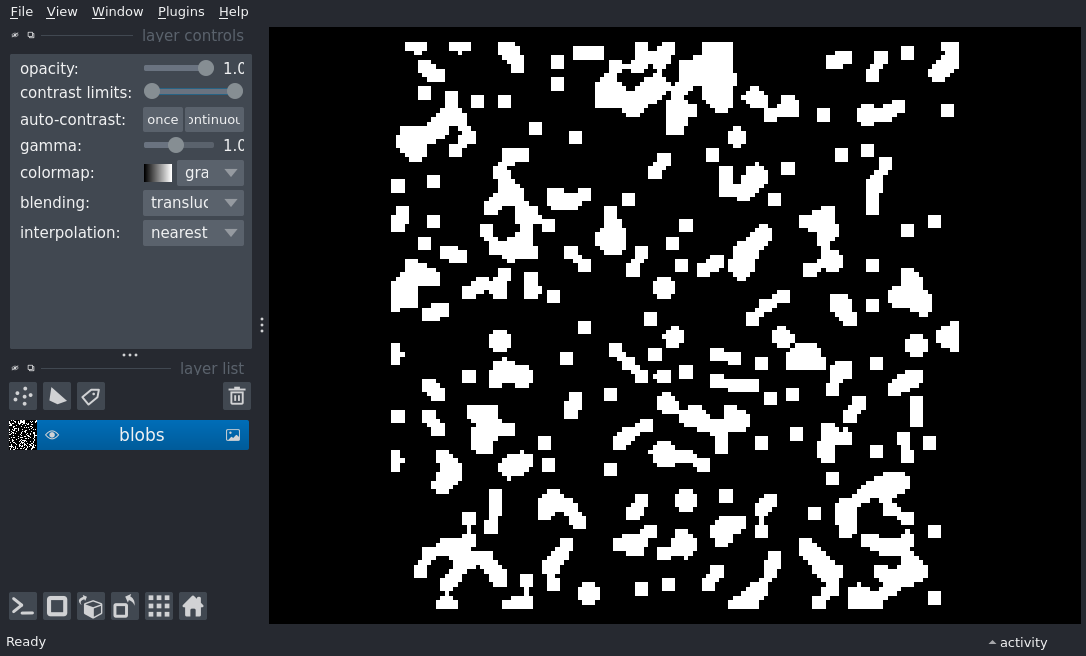 File View Window Plugins Help
layer controls
opacity: 1.0
contrast limits:
auto-contrast: once ontinuou
gamma: 1.0
colormap: gra
blending: transluc
interpolation: nearest
layer list
blobs
Ready
activity